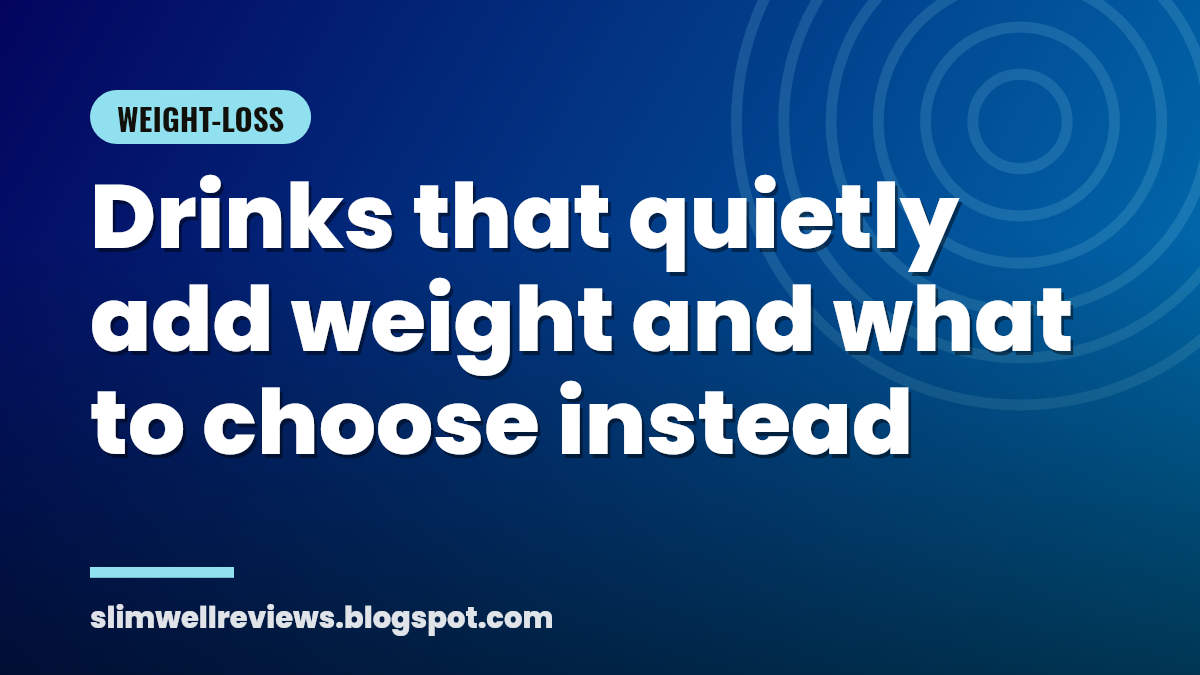 WEIGHT-LOSS
Drinks that quietly
add weight and what
to choose instead
slimwellreviews.blogspot.com